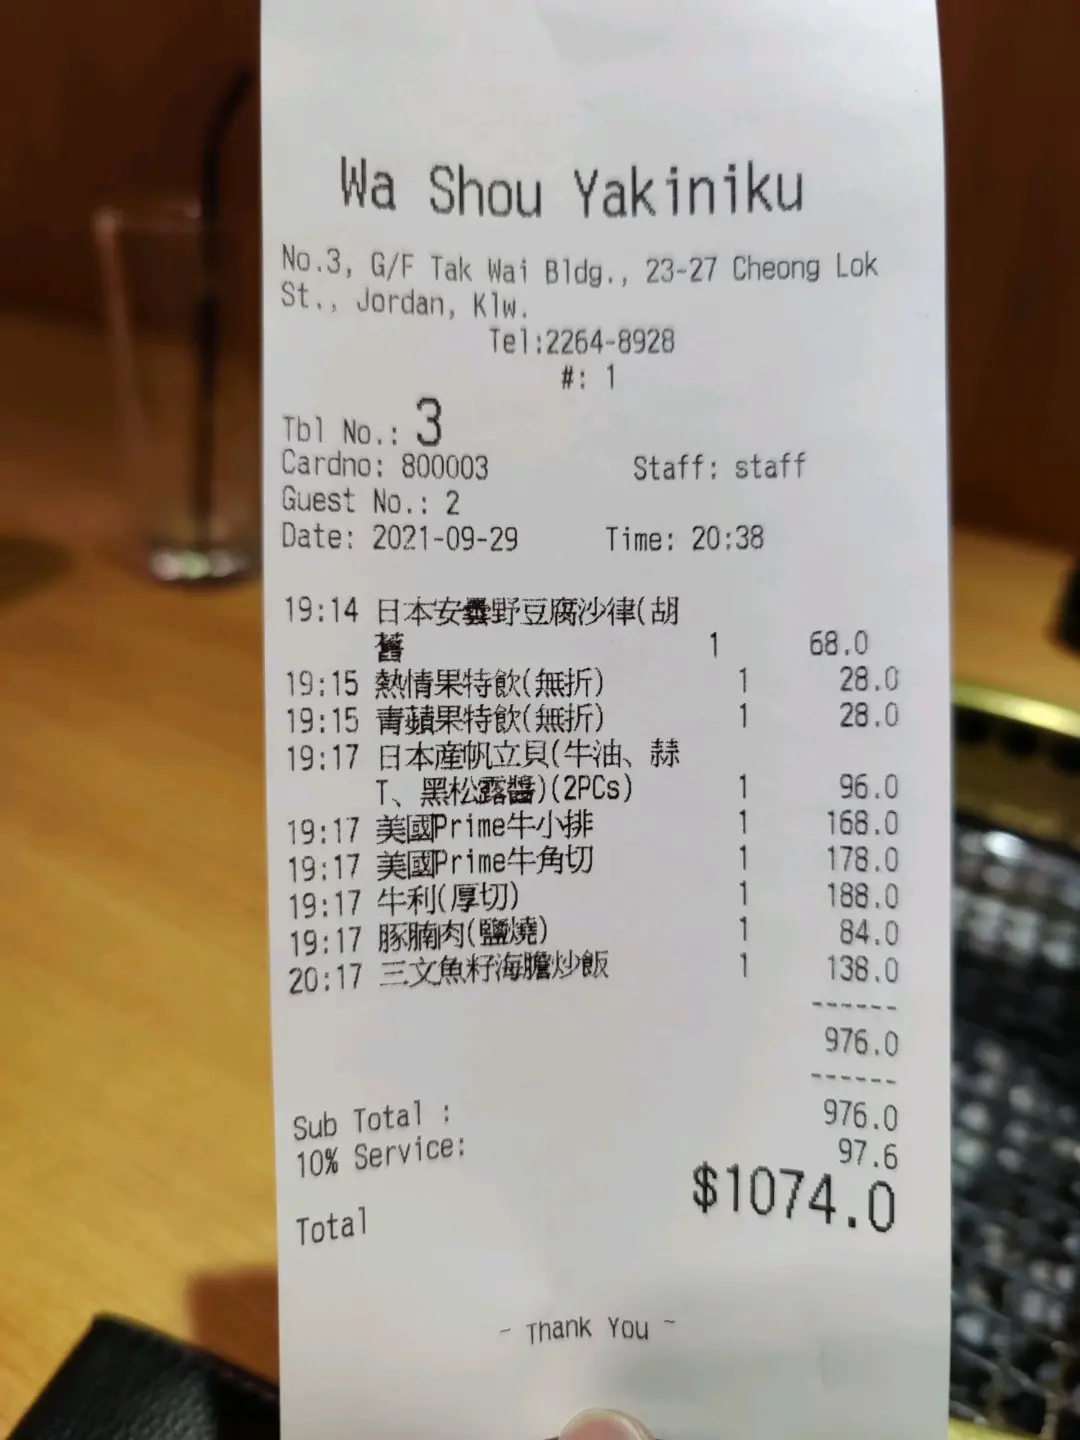 Wa Shou Yakiniku
No.3, G/F Tak Wai Bldg., 23-27 Cheong Lok
St., Jordan, Klw.
Tel:2264-8928
#: 1
Tbl No.: 3
Cardno: 800003 Staff: staff
Guest No.: 2
Date: 2021-09-29 Time: 20:38
19:14 日本安曇野豆腐沙律(胡
舊 1 68.0
19:15 熱情果特飲(無折) 1 28.0
19:15 青蘋果特飲(無折) 1 28.0
19:17 日本産帆立貝(牛油、蒜
T、黑松露醬)(2PCs) 1 96.0
19:17 美國Prime牛小排 1 168.0
19:17 美國Prime牛角切 1 178.0
19:17 牛利(厚切) 1 188.0
19:17 豚腩肉(鹽燒) 1 84.0
20:17 三文魚籽海膽炒飯 1 138.0
------
976.0
------
Sub Total : 976.0
10% Service: 97.6
Total $1074.0
~ Thank You ~